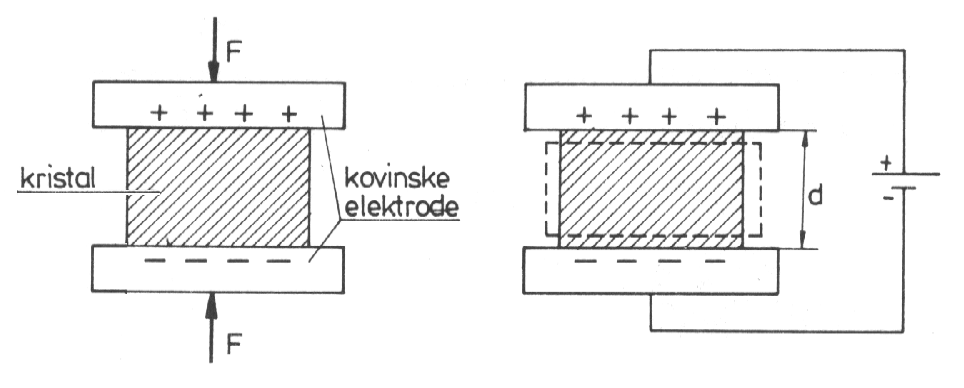 F
+ + + +
kristal
kovinske
elektrode
- - - -
F
+ + + +
d
+
-
- - - -